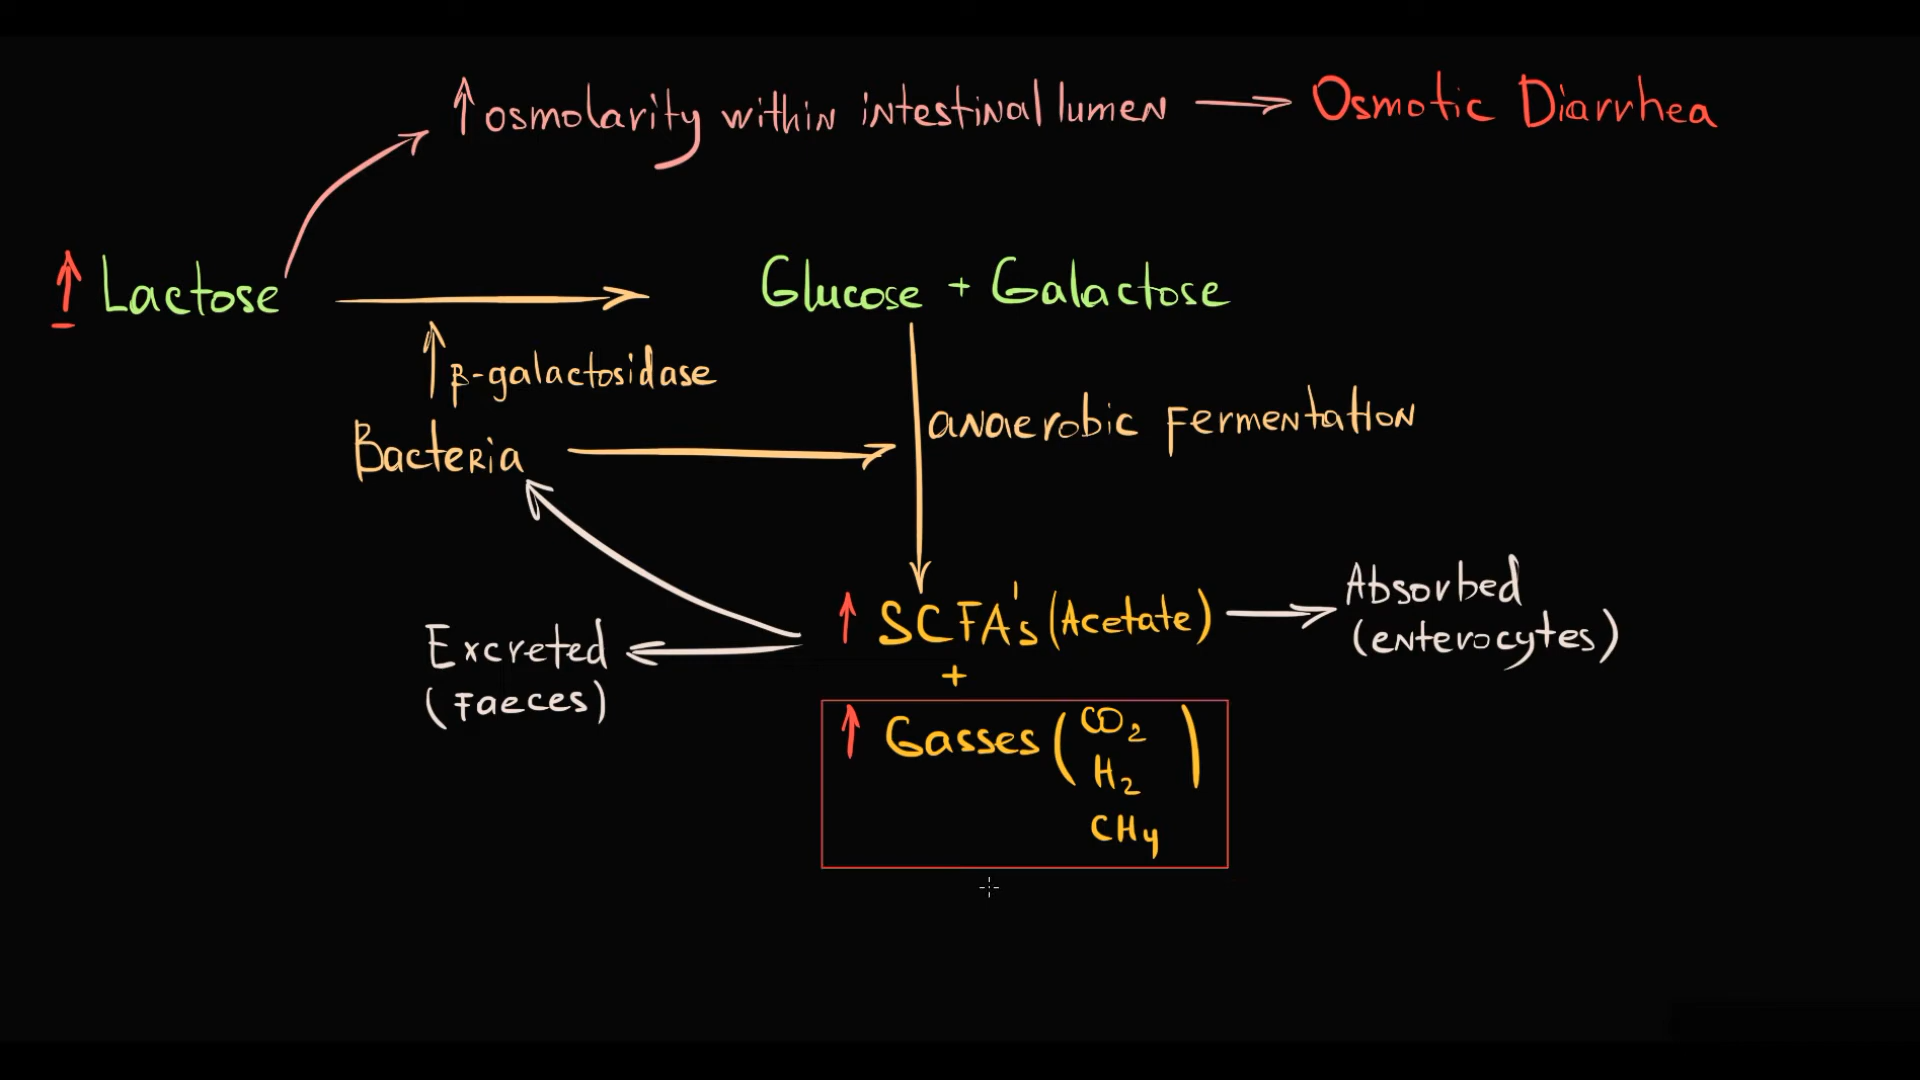 ↑ osmolarity within intestinal lumen → Osmotic Diarrhea
↑ Lactose → Glucose + Galactose
↑ β-galactosidase
Bacteria → anaerobic fermentation
↑ SCFA's (Acetate) → Absorbed
(enterocytes)
Excreted
(faeces)
+
↑ Gasses (CO2
H2)
CH4